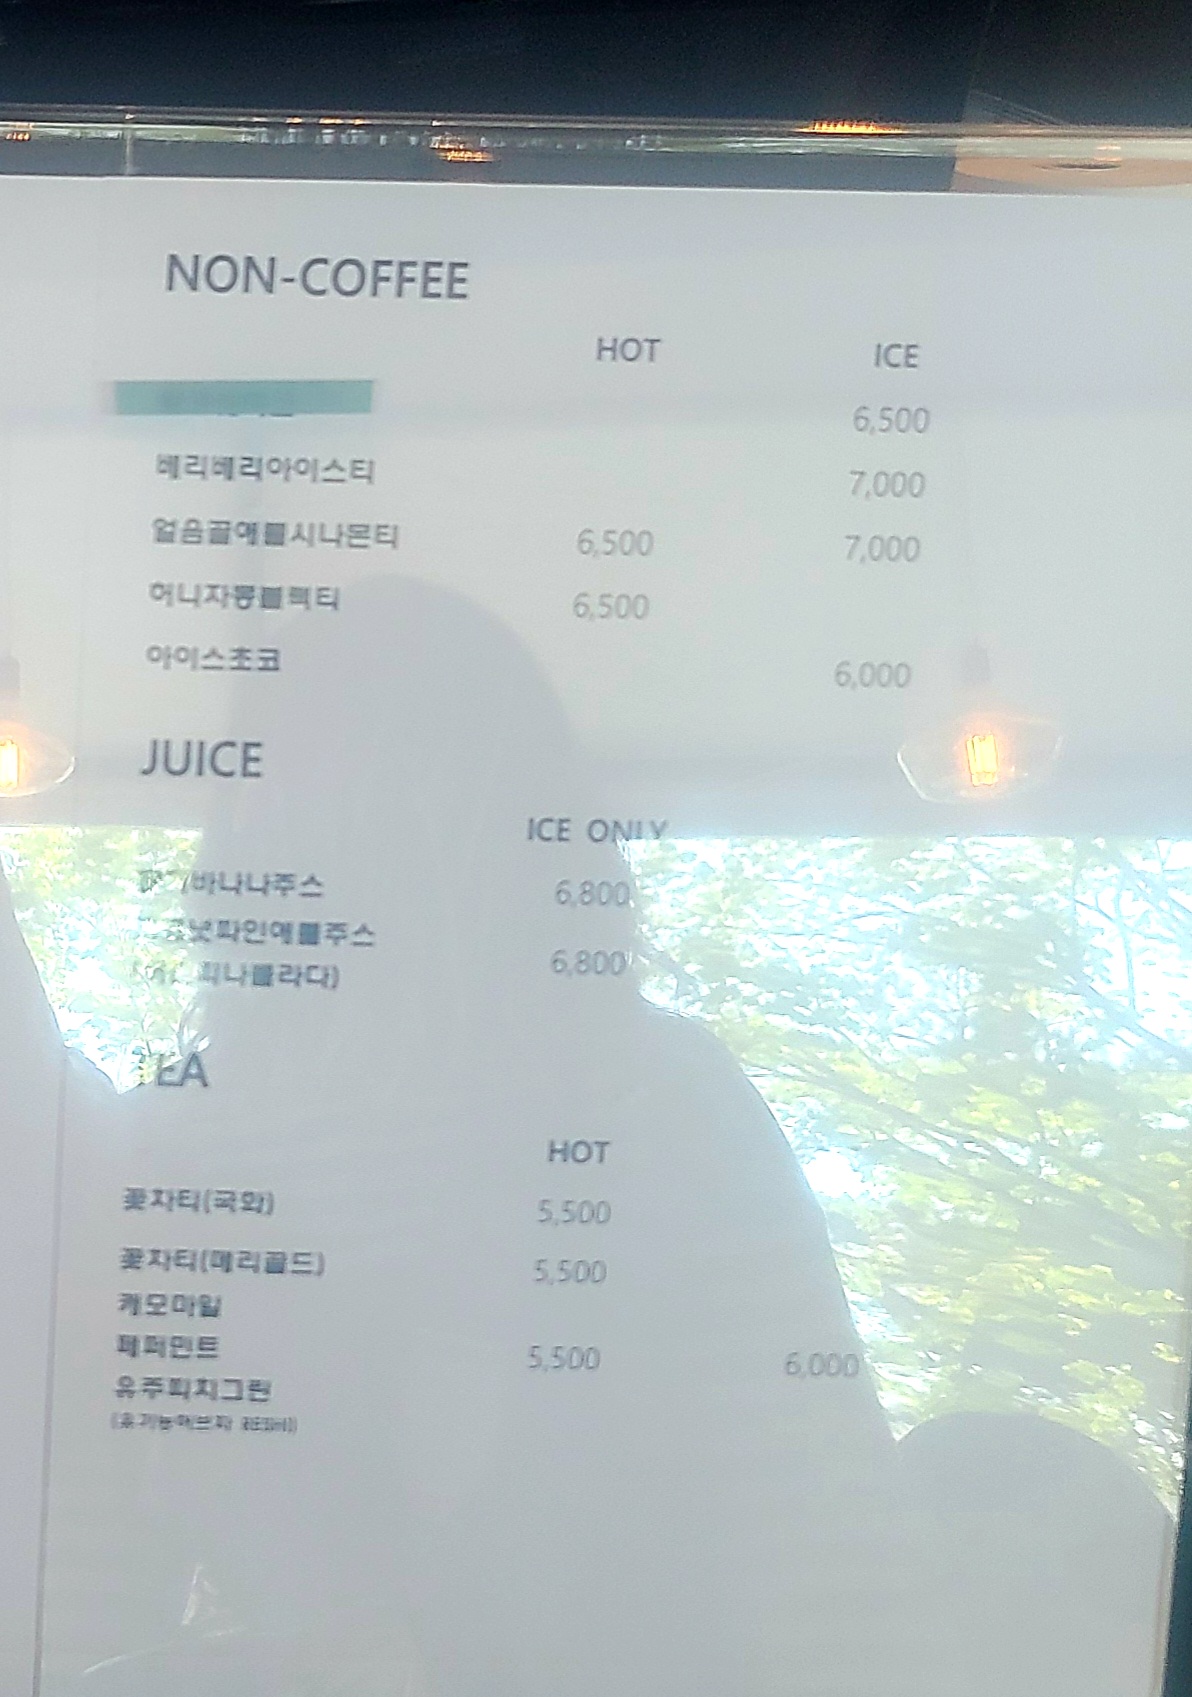 NON-COFFEE
HOT ICE
6,500
베리베리아이스티 7,000
얼음골애플시나몬티 6,500 7,000
허니자몽블랙티 6,500
아이스초코 6,000
JUICE
ICE ONLY
바나나주스 6,800
넛파인애플주스
피나콜라다) 6,800
TEA
HOT
꽃차티(국화) 5,500
꽃차티(메리골드) 5,500
캐모마일
페퍼민트 5,500 6,000
유주피치그린